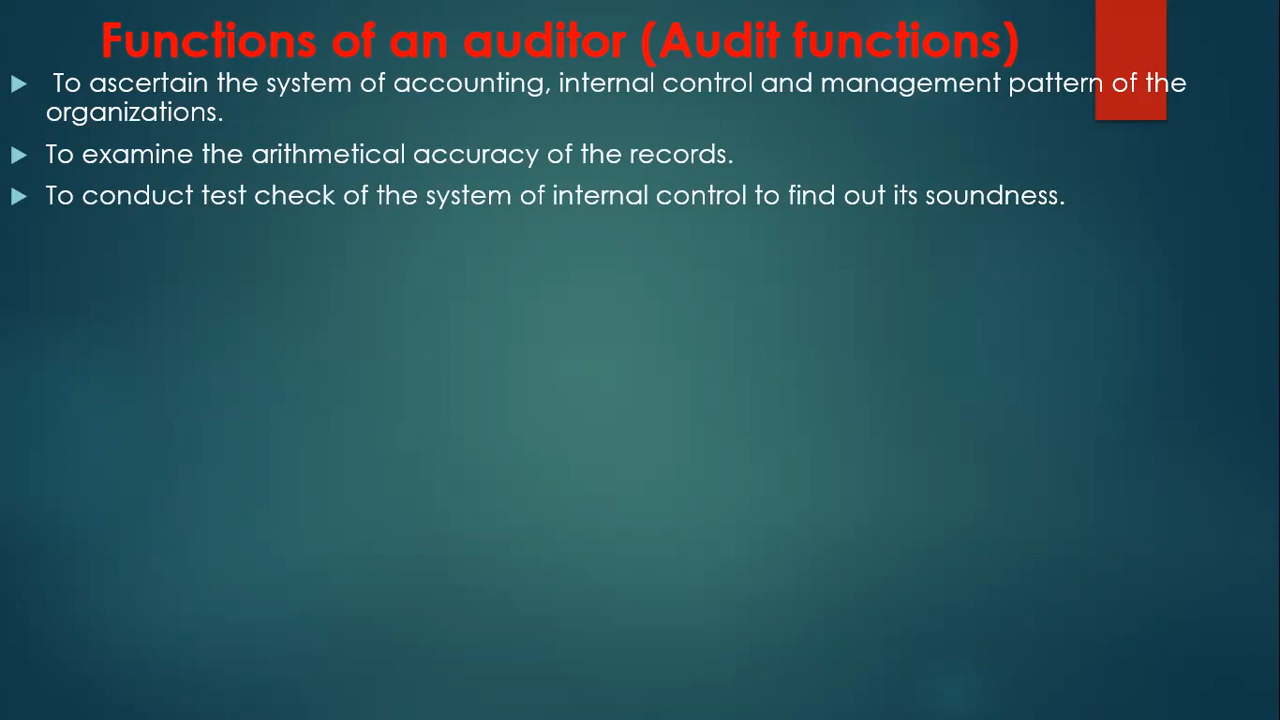 Functions of an auditor (Audit functions)
To ascertain the system of accounting, internal control and management pattern of the
organizations.
To examine the arithmetical accuracy of the records.
To conduct test check of the system of internal control to find out its soundness.